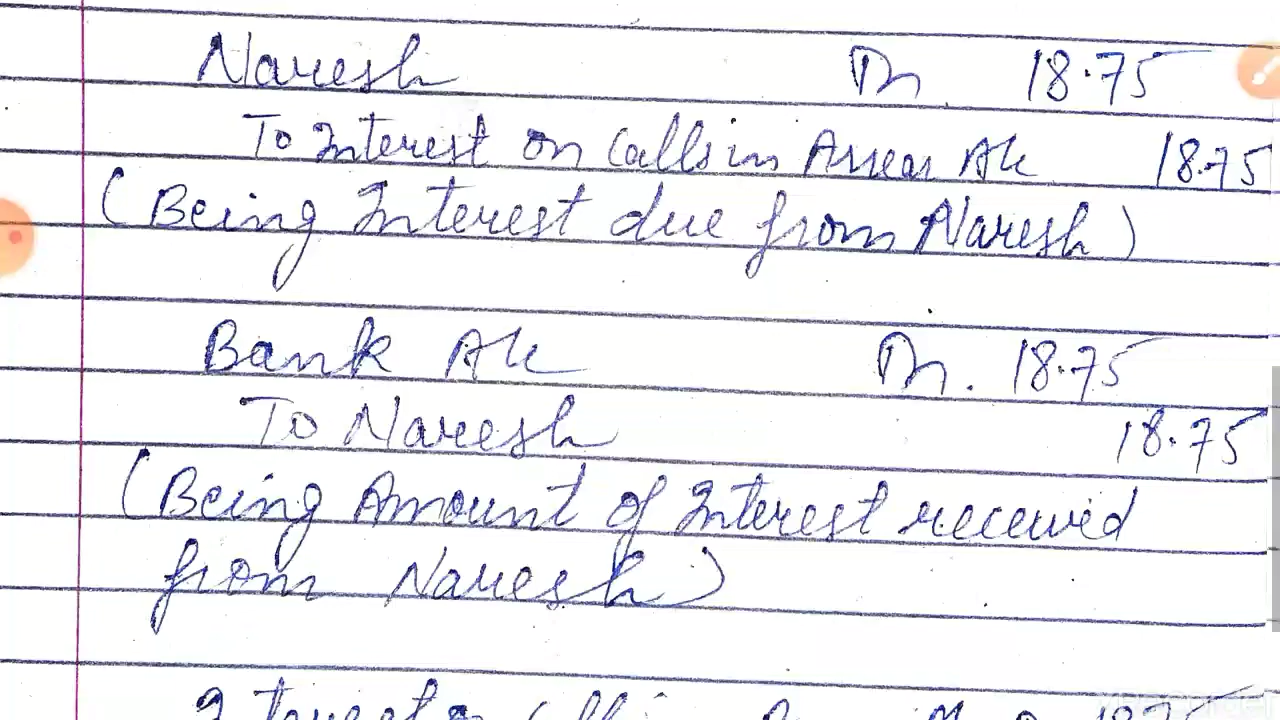 Naresh Dr. 18.75
To Interest on Calls in Arrear A/c 18.75
(Being Interest due from Naresh)
Bank A/c Dr. 18.75
To Naresh 18.75
(Being Amount of Interest received
from Naresh)